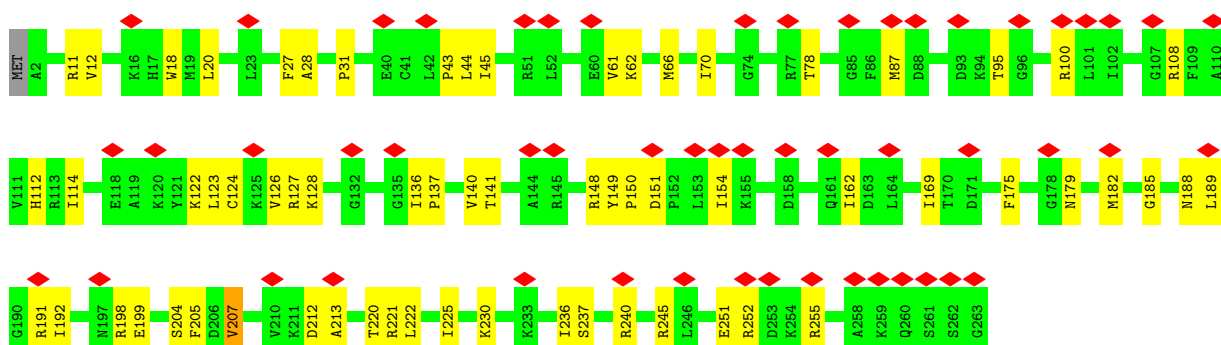 MET A2 R11 V12 K16 H17 W18 M19 L20 L23 F27 A28 P31 E40 C41 L42 P43 L44 I45 R51 L52 E60 V61 K62 M66 I70 G74 R77 T78 G85 F86 M87 D88 D93 K94 T95 G96 R100 L101 I102 G107 R108 F109 A110
V111 H112 R113 I114 E118 A119 K120 Y121 K122 L123 C124 K125 V126 R127 K128 G132 G135 I136 P137 V140 T141 A144 R145 R148 Y149 P150 D151 P152 L153 I154 K155 D158 Q161 I162 D163 L164 I169 T170 D171 F175 G178 N179 M182 G185 N188 L189
G190 R191 I192 N197 R198 E199 S204 F205 D206 V207 V210 K211 D212 A213 T220 R221 L222 I225 K230 K233 I236 S237 R240 R245 L246 E251 R252 D253 K254 R255 A258 K259 Q260 S261 S262 G263